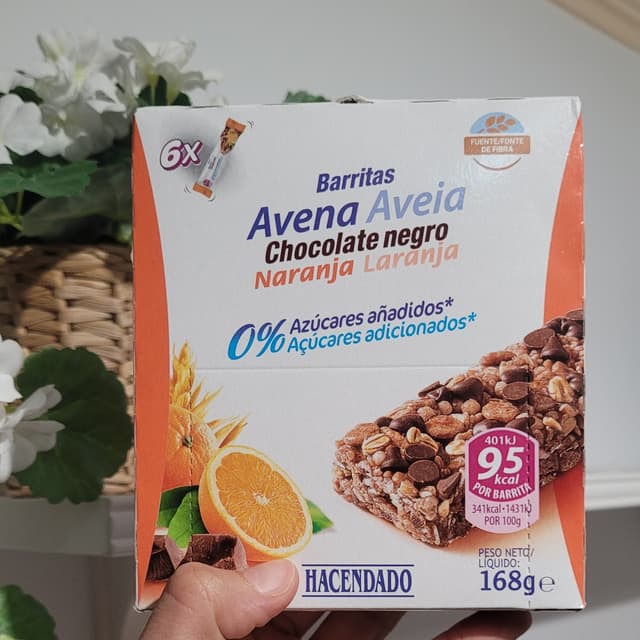 6x
FUENTE/FONTE
DE FIBRA
Barritas
Avena Aveia
Chocolate negro
Naranja Laranja
0% Azúcares añadidos*
Açúcares adicionados*
401kJ
95
kcal
POR BARRITA
341kcal·1431kJ
POR 100g
PESO NETO/
LÍQUIDO:
168g e
HACENDADO